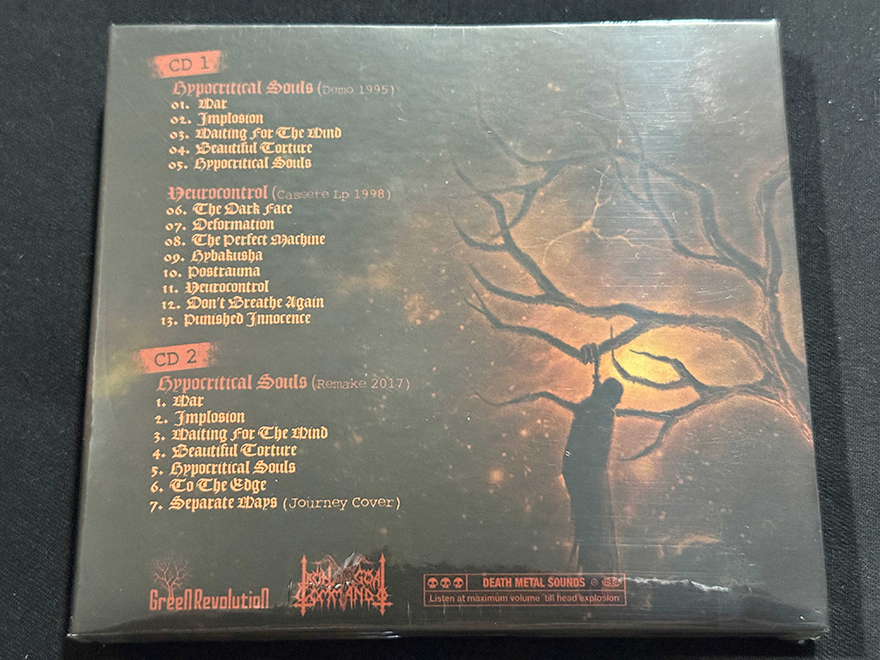 CD 1
Hypocritical Souls (Demo 1995)
01. War
02. Implosion
03. Waiting For The Wind
04. Beautiful Torture
05. Hypocritical Souls
Neurocontrol (Cassete Lp 1998)
06. The Dark Face
07. Deformation
08. The Perfect Machine
09. Hybakusha
10. Postrauma
11. Neurocontrol
12. Don't Breathe Again
13. Punished Innocence
CD 2
Hypocritical Souls (Remake 2017)
1. War
2. Implosion
3. Waiting For The Wind
4. Beautiful Torture
5. Hypocritical Souls
6. To The Edge
7. Separate Ways (Journey Cover)
Green Revolution
Iron Goat Commando
DEATH METAL SOUNDS
Listen at maximum volume ´till head explosion